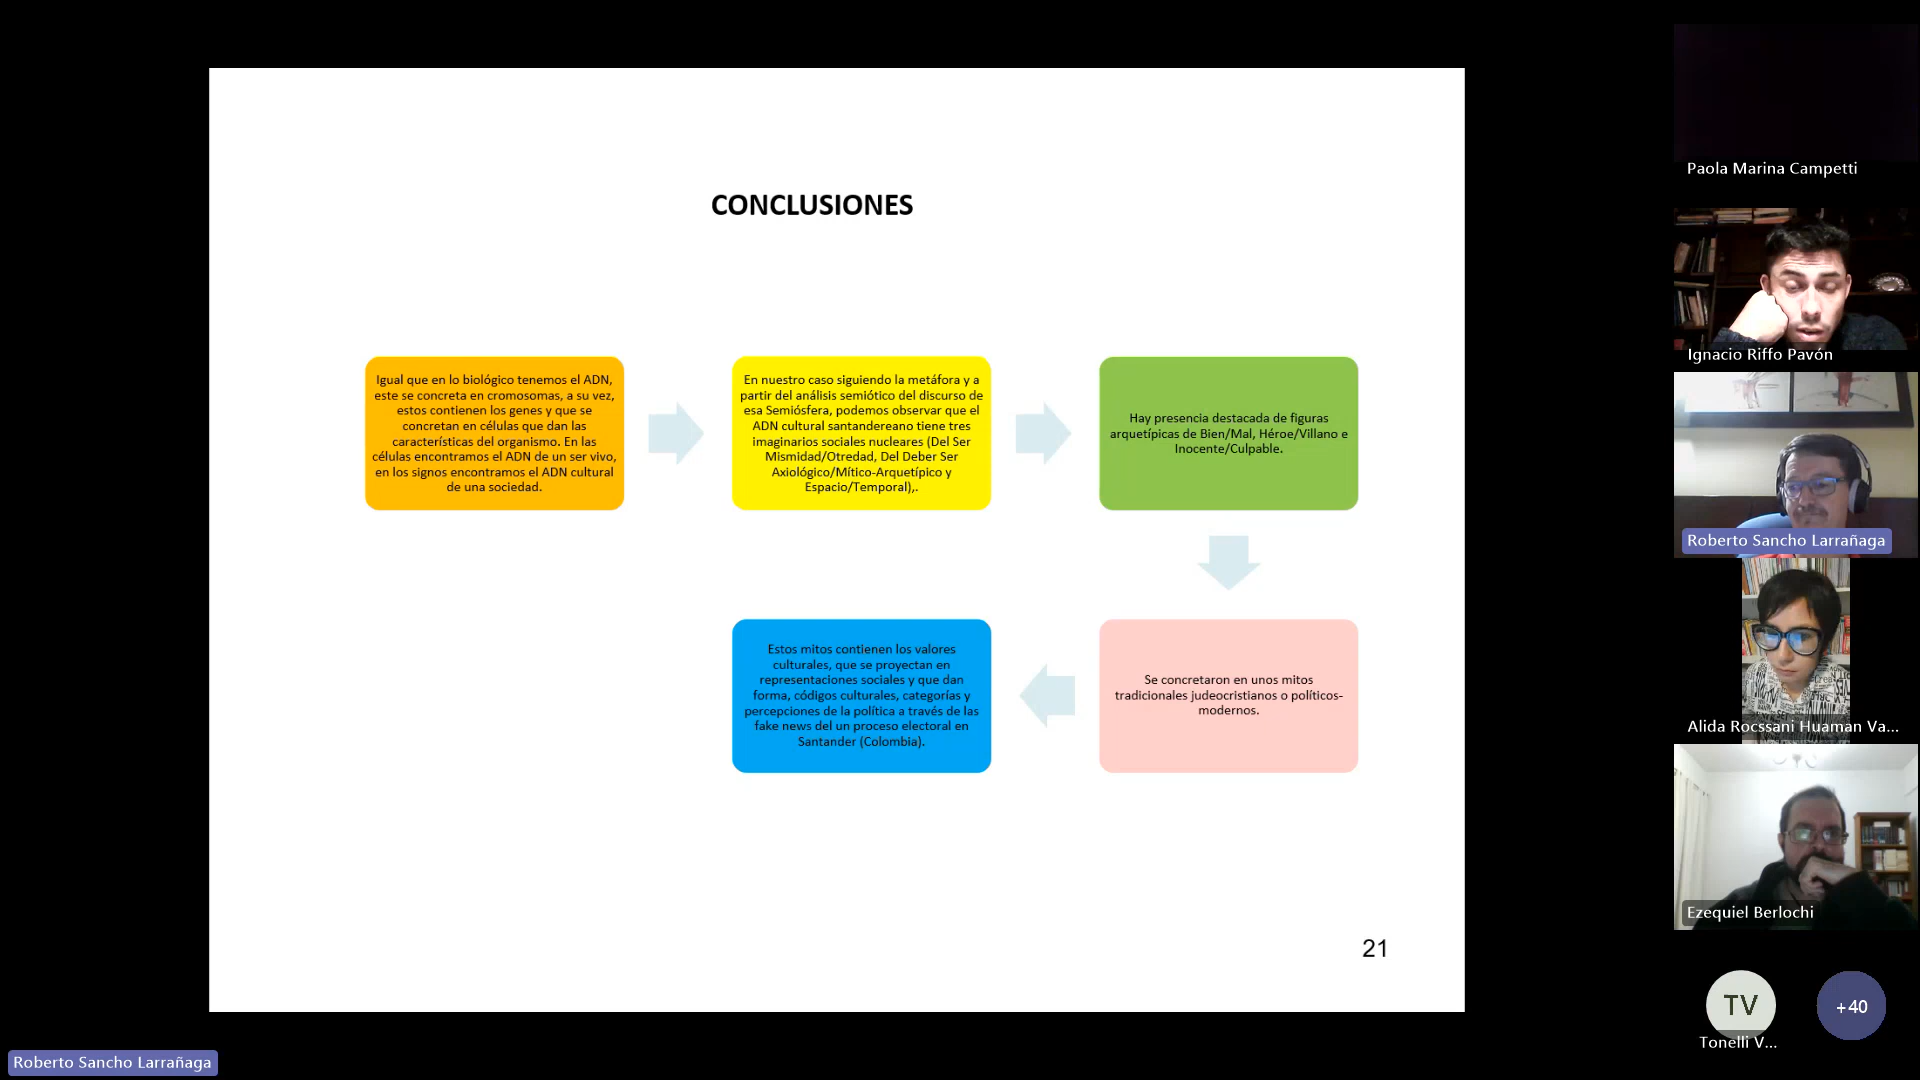 CONCLUSIONES
Igual que en lo biológico tenemos el ADN,
este se concreta en cromosomas, a su vez,
estos contienen los genes y que se
concretan en células que dan las
características del organismo. En las
células encontramos el ADN de un ser vivo,
en los signos encontramos el ADN cultural
de una sociedad.
En nuestro caso siguiendo la metáfora y a
partir del análisis semiótico del discurso de
esa Semiósfera, podemos observar que el
ADN cultural santandereano tiene tres
imaginarios sociales nucleares (Del Ser
Mismidad/Otredad, Del Deber Ser
Axiológico/Mítico-Arquetípico y
Espacio/Temporal),.
Hay presencia destacada de figuras
arquetípicas de Bien/Mal, Héroe/Villano e
Inocente/Culpable.
Se concretaron en unos mitos
tradicionales judeocristianos o políticos-
modernos.
Estos mitos contienen los valores
culturales, que se proyectan en
representaciones sociales y que dan
forma, códigos culturales, categorías y
percepciones de la política a través de las
fake news del un proceso electoral en
Santander (Colombia).
21
Paola Marina Campetti
Ignacio Riffo Pavón
Roberto Sancho Larrañaga
Alida Rocssani Huaman Va...
Ezequiel Berlochi
TV
+40
Tonelli V...
Roberto Sancho Larrañaga